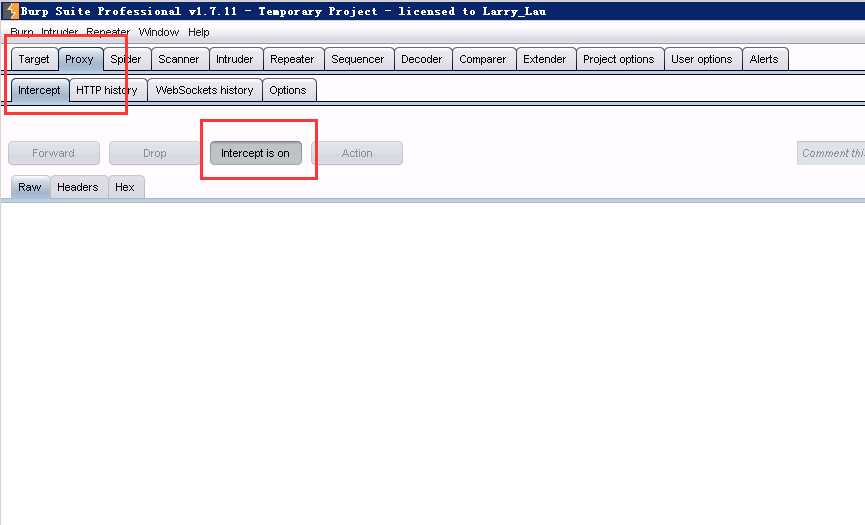 Burp Suite Professional v1.7.11 - Temporary Project - licensed to Larry_Lau
Burp Intruder Repeater Window Help
Target Proxy Spider Scanner Intruder Repeater Sequencer Decoder Comparer Extender Project options User options Alerts
Intercept HTTP history WebSockets history Options
Forward Drop Intercept is on Action Comment thi
Raw Headers Hex